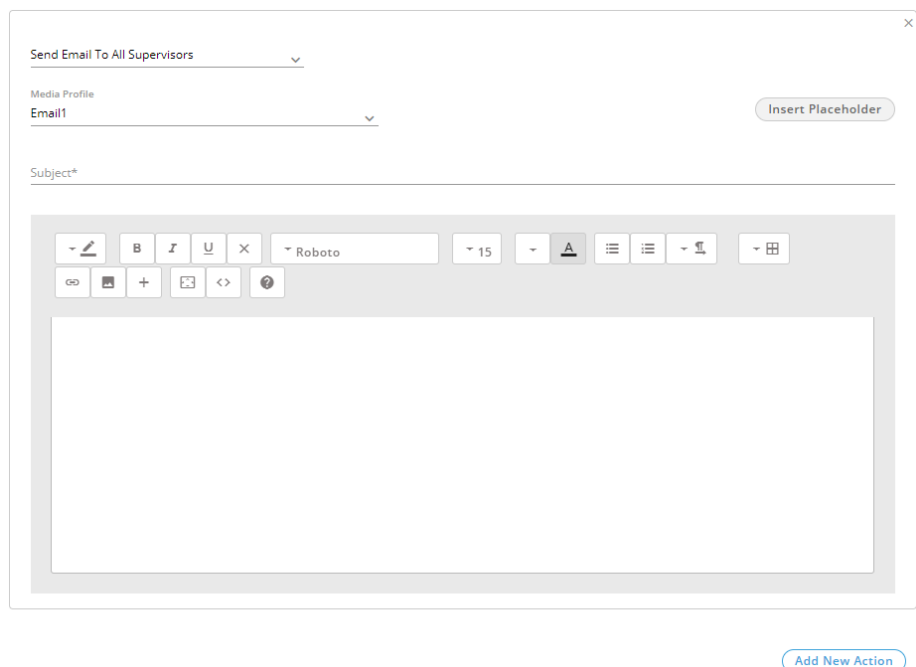 Send Email To All Supervisors
Media Profile
Email1
Insert Placeholder
Subject*
B I U
Roboto
15
A
Add New Action